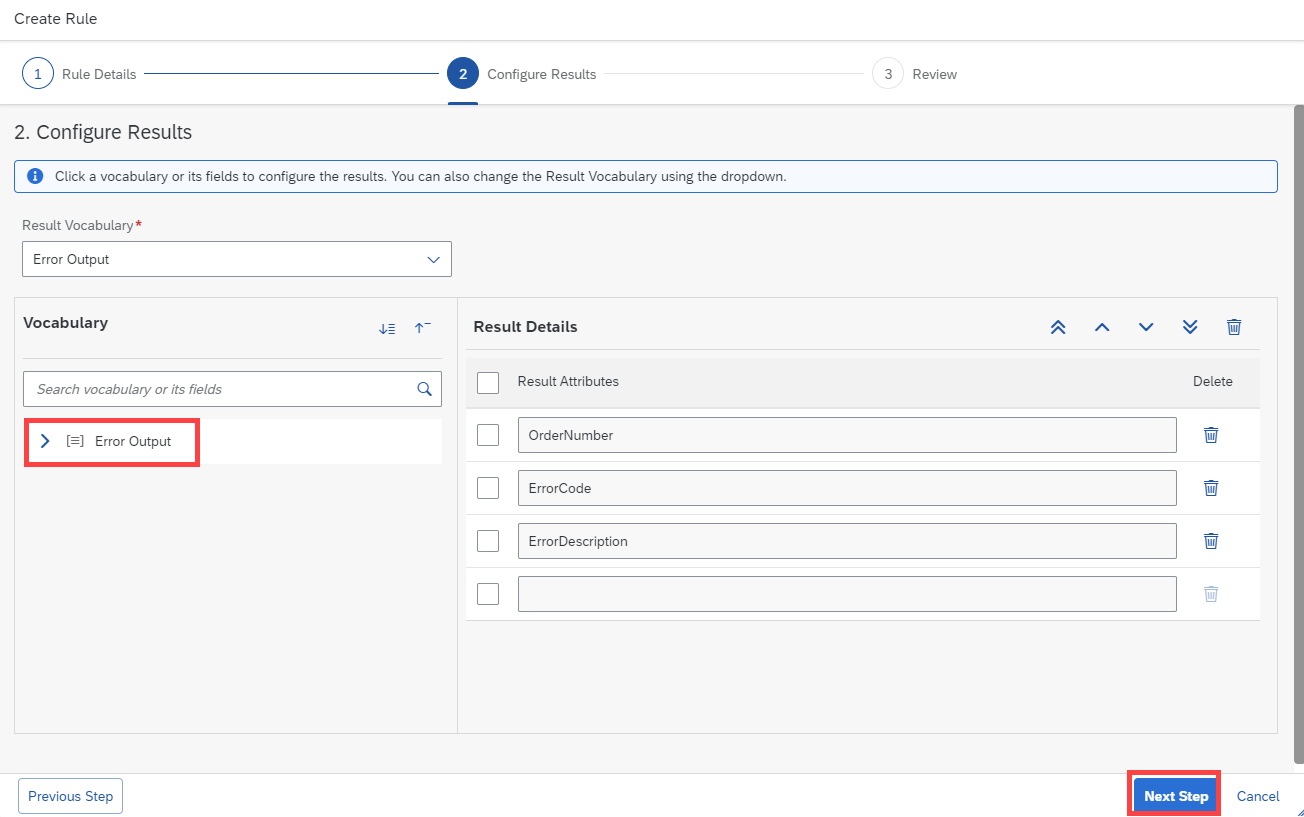 Create Rule
1 Rule Details
2 Configure Results
3 Review
2. Configure Results
Click a vocabulary or its fields to configure the results. You can also change the Result Vocabulary using the dropdown.
Result Vocabulary*
Error Output
Vocabulary
Search vocabulary or its fields
Error Output
Result Details
Result Attributes Delete
OrderNumber
ErrorCode
ErrorDescription
Previous Step Next Step Cancel